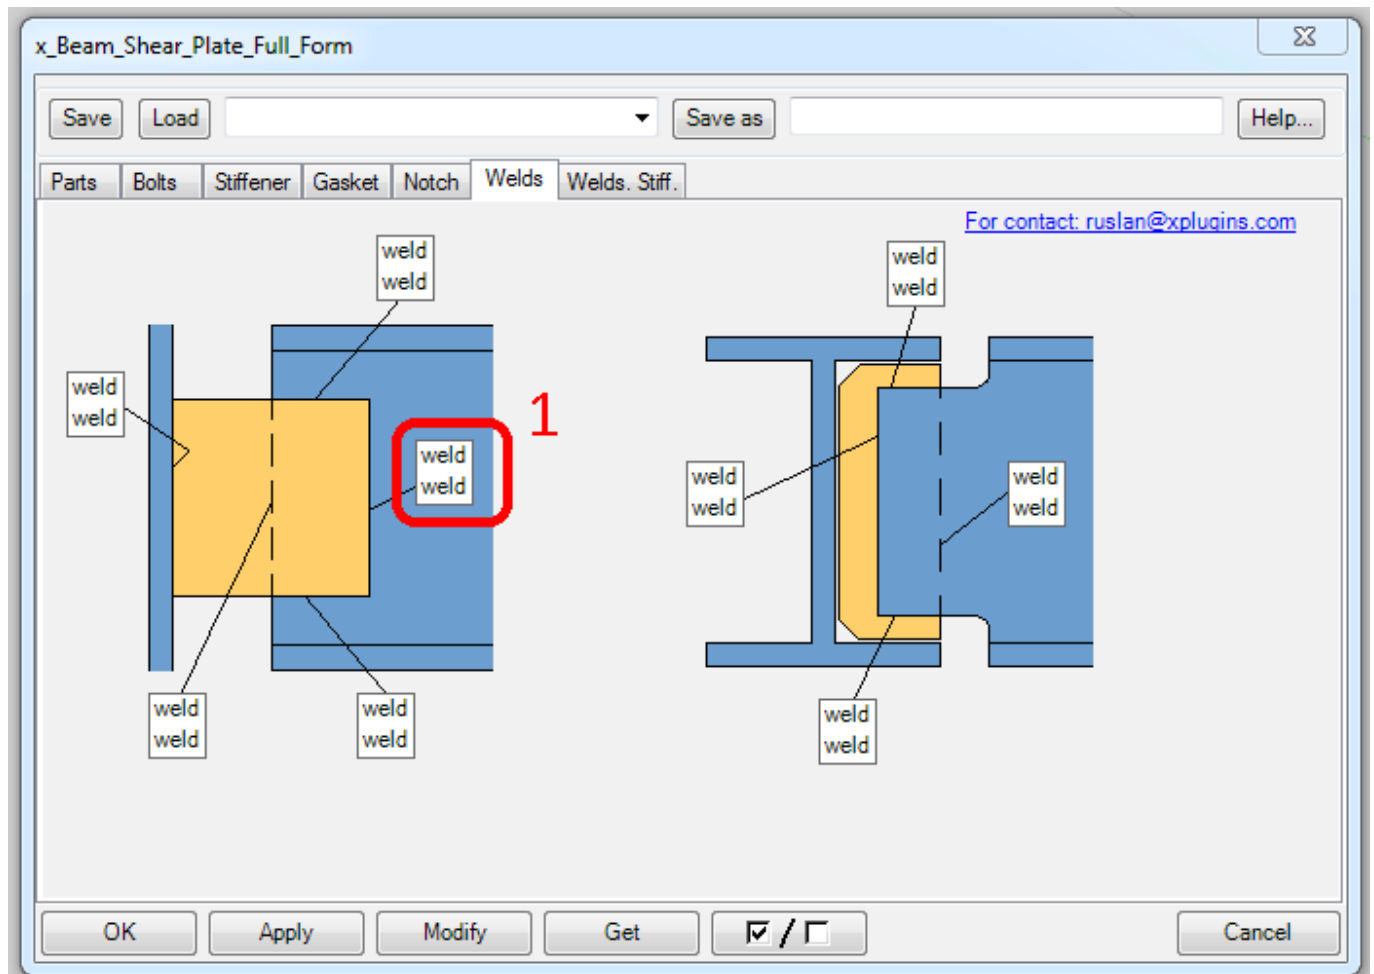 x_Beam_Shear_Plate_Full_Form
Save Load Save as Help...
Parts Bolts Stiffener Gasket Notch Welds Welds. Stiff.
For contact: ruslan@xplugins.com
weld
weld
weld
weld
weld
weld
1
weld
weld
weld
weld
weld
weld
weld
weld
weld
weld
weld
weld
OK Apply Modify Get / Cancel